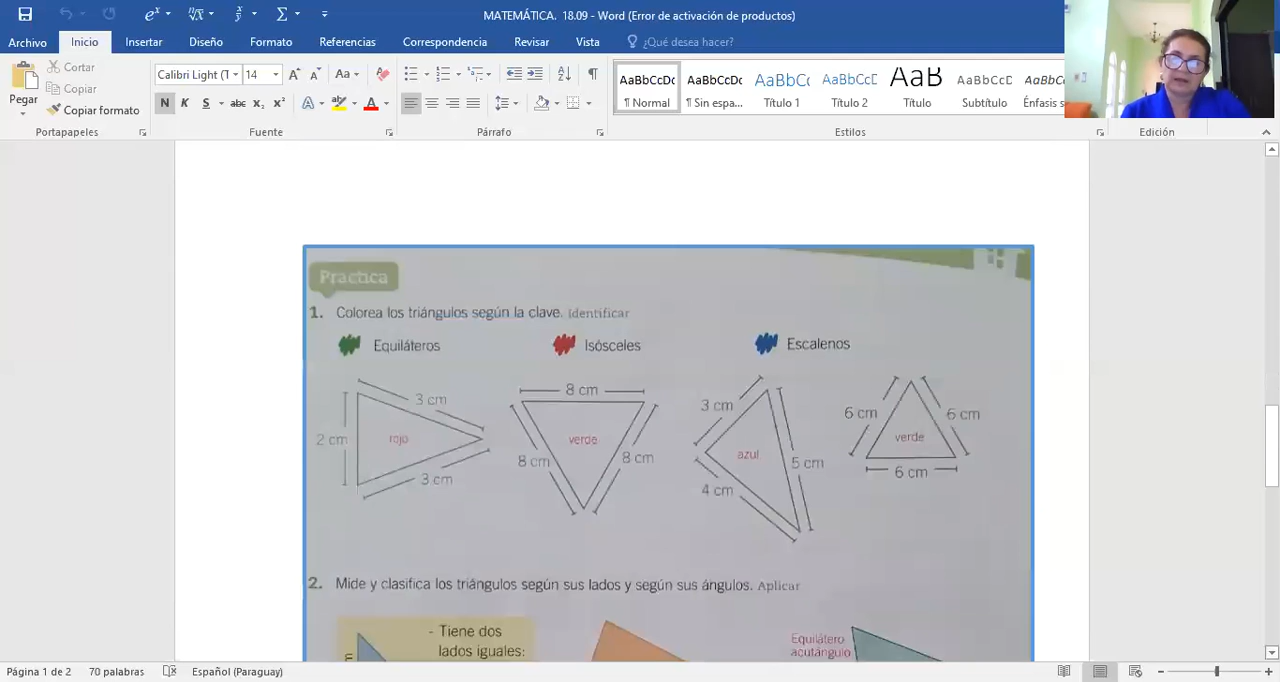 MATEMÁTICA. 18.09 - Word (Error de activación de productos)
Archivo Inicio Insertar Diseño Formato Referencias Correspondencia Revisar Vista ¿Qué desea hacer?
Pegar
Cortar
Copiar
Copiar formato
Portapapeles
Calibri Light (T 14
N K S abc x₂ x²
Fuente
Párrafo
AaBbCcDc AaBbCcDc AaBbC AaBbCcD AaB AaBbCcD AaBbC
¶ Normal ¶ Sin espa... Título 1 Título 2 Título Subtítulo Énfasis s
Estilos
Edición
Practica
1. Colorea los triángulos según la clave. Identificar
Equiláteros Isósceles Escalenos
3 cm
2 cm
rojo
3 cm
8 cm
verde
8 cm
8 cm
3 cm
azul
5 cm
4 cm
6 cm
6 cm
verde
6 cm
2. Mide y clasifica los triángulos según sus lados y según sus ángulos. Aplicar
- Tiene dos
lados iguales:
Equilátero
acutángulo
Página 1 de 2 70 palabras Español (Paraguay)